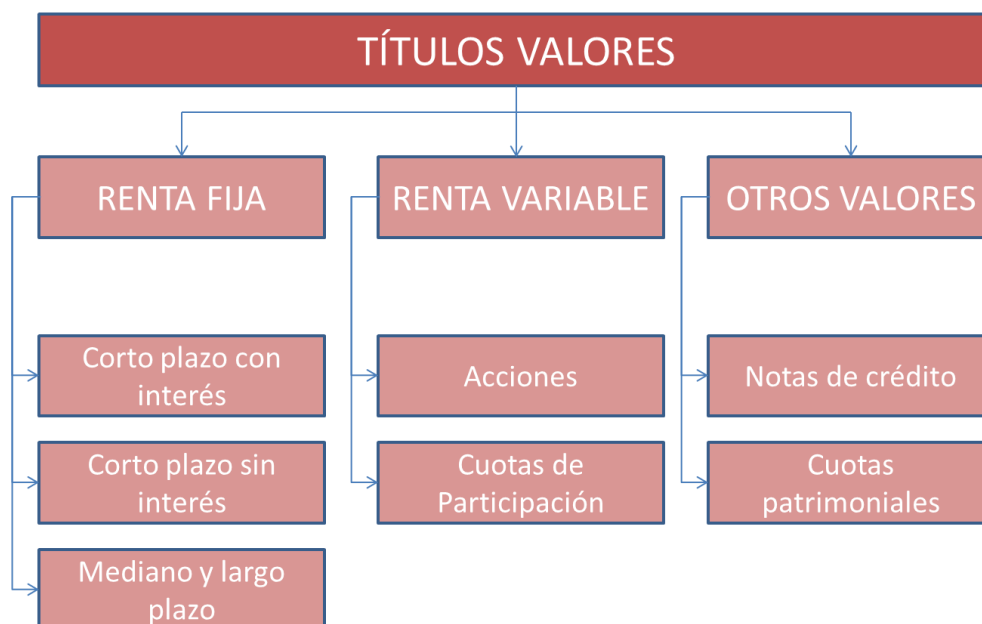 TÍTULOS VALORES
RENTA FIJA
RENTA VARIABLE
OTROS VALORES
Corto plazo con
interés
Acciones
Notas de crédito
Corto plazo sin
interés
Cuotas de
Participación
Cuotas
patrimoniales
Mediano y largo
plazo